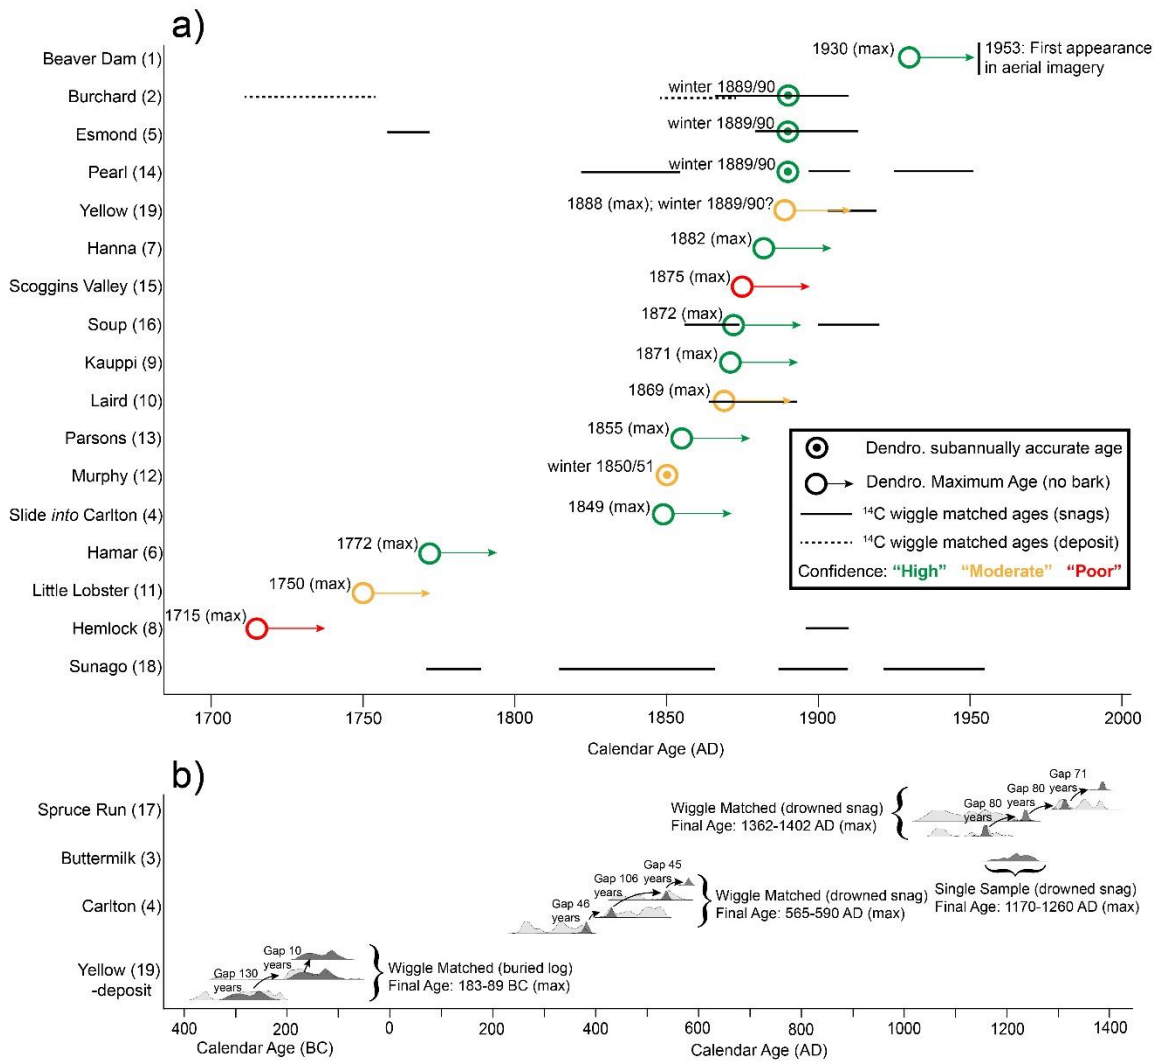 a)
Beaver Dam (1)
1930 (max)
1953: First appearance
in aerial imagery
Burchard (2)
winter 1889/90
Esmond (5)
winter 1889/90
Pearl (14)
winter 1889/90
Yellow (19)
1888 (max); winter 1889/90?
Hanna (7)
1882 (max)
Scoggins Valley (15)
1875 (max)
Soup (16)
1872 (max)
Kauppi (9)
1871 (max)
Laird (10)
1869 (max)
Parsons (13)
1855 (max)
Murphy (12)
winter 1850/51
Slide into Carlton (4)
1849 (max)
Hamar (6)
1772 (max)
Little Lobster (11)
1750 (max)
Hemlock (8)
1715 (max)
Sunago (18)
Dendro. subannually accurate age
Dendro. Maximum Age (no bark)
¹⁴C wiggle matched ages (snags)
¹⁴C wiggle matched ages (deposit)
Confidence: “High” “Moderate” “Poor”
1700 1750 1800 1850 1900 1950 2000
Calendar Age (AD)
b)
Spruce Run (17)
Wiggle Matched (drowned snag)
Final Age: 1362-1402 AD (max)
Gap 80
years
Gap 80
years
Gap 71
years
Buttermilk (3)
Single Sample (drowned snag)
Final Age: 1170-1260 AD (max)
Carlton (4)
Gap 46
years
Gap 106
years
Gap 45
years
Wiggle Matched (drowned snag)
Final Age: 565-590 AD (max)
Yellow (19)
-deposit
Gap 130
years
Gap 10
years
Wiggle Matched (buried log)
Final Age: 183-89 BC (max)
400 200 0 200 400 600 800 1000 1200 1400
Calendar Age (BC)
Calendar Age (AD)